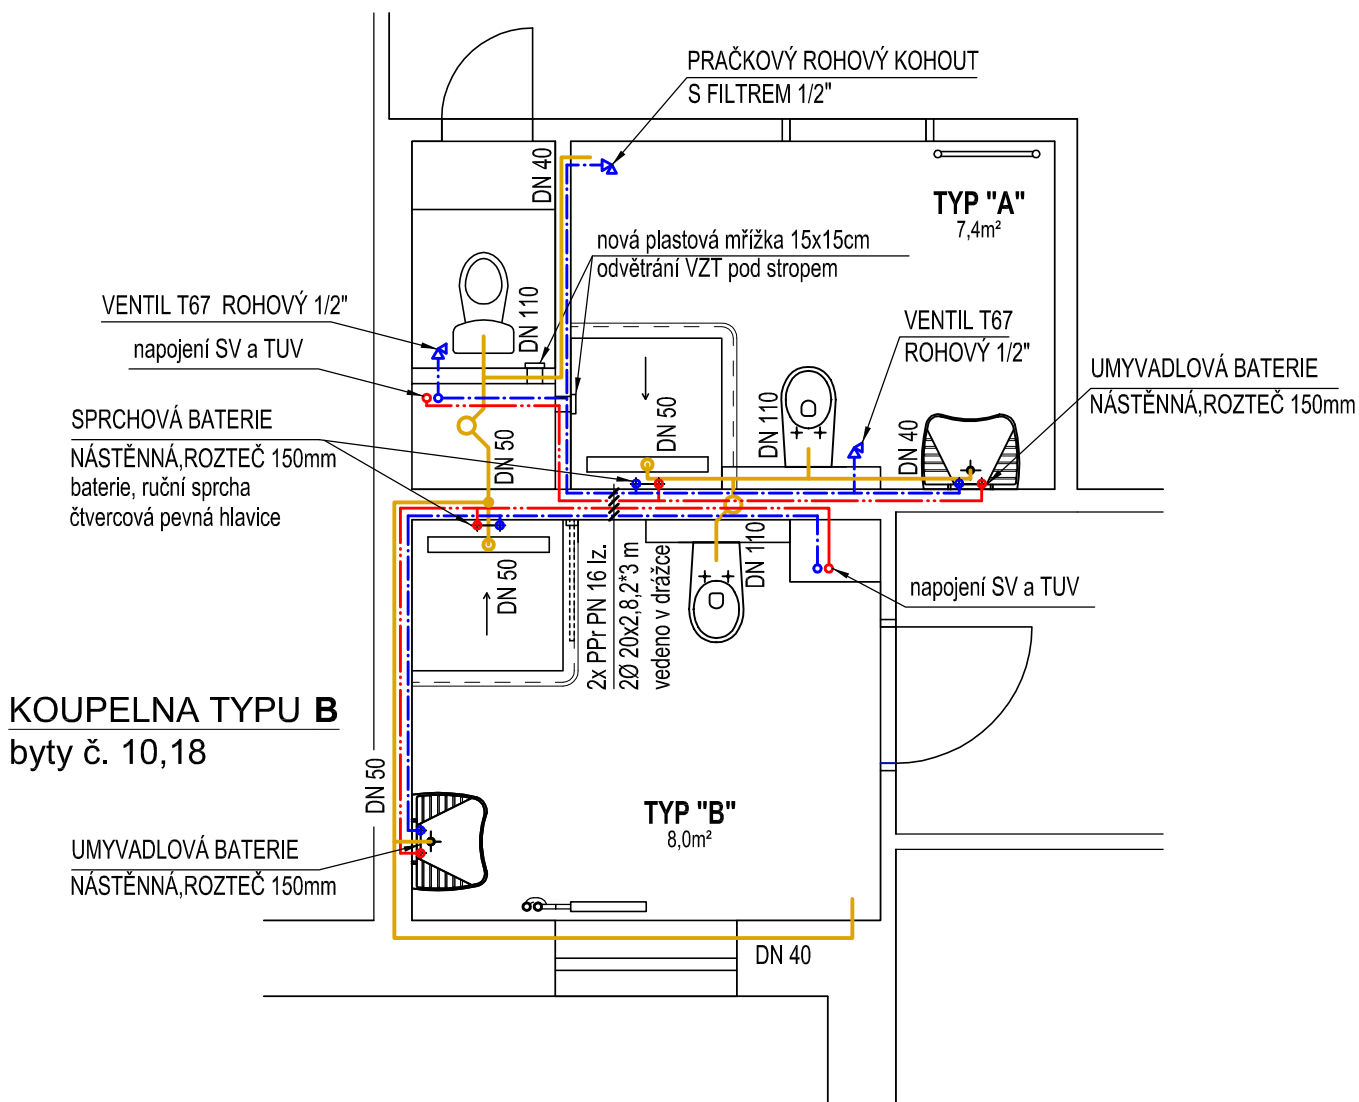 PRAČKOVÝ ROHOVÝ KOHOUT
S FILTREM 1/2"
DN 40
TYP "A"
7,4m²
nová plastová mřížka 15x15cm
odvětrání VZT pod stropem
VENTIL T67 ROHOVÝ 1/2"
napojení SV a TUV
DN 110
VENTIL T67
ROHOVÝ 1/2"
UMYVADLOVÁ BATERIE
NÁSTĚNNÁ,ROZTEČ 150mm
SPRCHOVÁ BATERIE
NÁSTĚNNÁ,ROZTEČ 150mm
baterie, ruční sprcha
čtvercová pevná hlavice
DN 50
DN 50
DN 110
DN 40
DN 50
2x PPr PN 16 Iz.
2Ø 20x2,8,2*3 m
vedeno v drážce
DN 110
napojení SV a TUV
KOUPELNA TYPU B
byty č. 10,18
DN 50
TYP "B"
8,0m²
UMYVADLOVÁ BATERIE
NÁSTĚNNÁ,ROZTEČ 150mm
DN 40